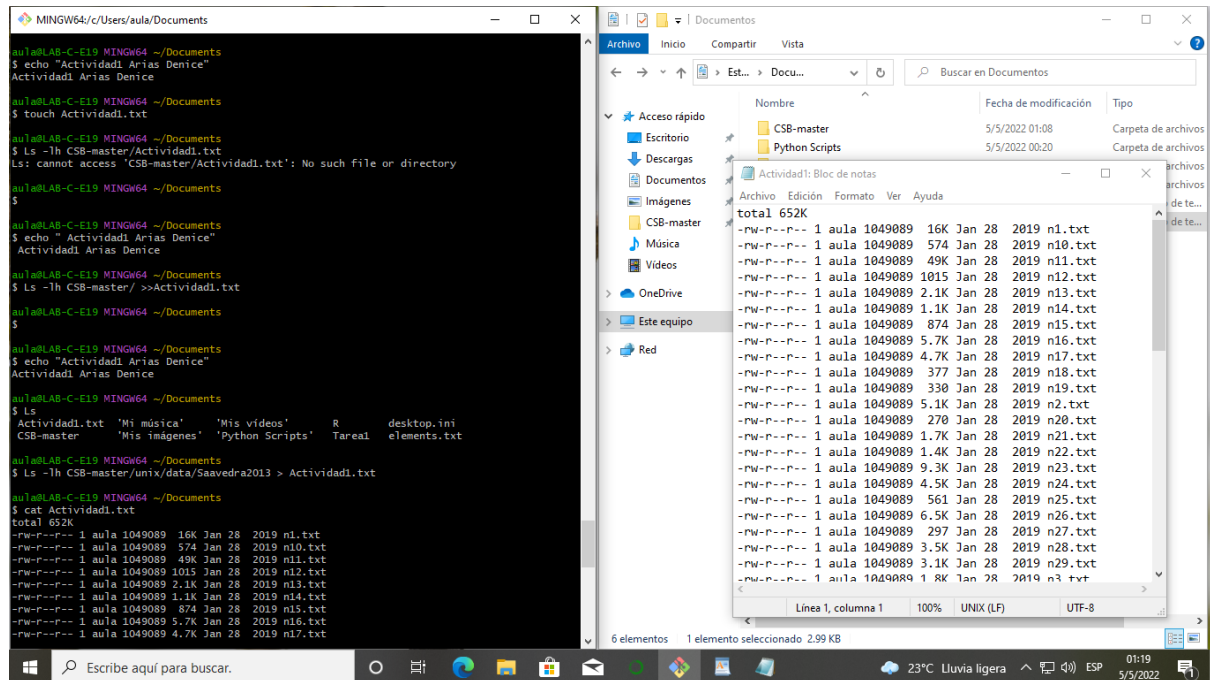 MINGW64:/c/Users/aula/Documents
aula@LAB-C-E19 MINGW64 ~/Documents
$ echo "Actividad1 Arias Denice"
Actividad1 Arias Denice
aula@LAB-C-E19 MINGW64 ~/Documents
$ touch Actividad1.txt
aula@LAB-C-E19 MINGW64 ~/Documents
$ Ls -lh CSB-master/Actividad1.txt
Ls: cannot access 'CSB-master/Actividad1.txt': No such file or directory
aula@LAB-C-E19 MINGW64 ~/Documents
$
aula@LAB-C-E19 MINGW64 ~/Documents
$ echo " Actividad1 Arias Denice"
 Actividad1 Arias Denice
aula@LAB-C-E19 MINGW64 ~/Documents
$ Ls -lh CSB-master/ >>Actividad1.txt
aula@LAB-C-E19 MINGW64 ~/Documents
$
aula@LAB-C-E19 MINGW64 ~/Documents
$ echo "Actividad1 Arias Denice"
Actividad1 Arias Denice
aula@LAB-C-E19 MINGW64 ~/Documents
$ Ls
Actividad1.txt 'Mi música' 'Mis vídeos' R desktop.ini
CSB-master 'Mis imágenes' 'Python Scripts' Tarea1 elements.txt
aula@LAB-C-E19 MINGW64 ~/Documents
$ Ls -lh CSB-master/unix/data/Saavedra2013 > Actividad1.txt
aula@LAB-C-E19 MINGW64 ~/Documents
$ cat Actividad1.txt
total 652K
-rw-r--r-- 1 aula 1049089 16K Jan 28 2019 n1.txt
-rw-r--r-- 1 aula 1049089 574 Jan 28 2019 n10.txt
-rw-r--r-- 1 aula 1049089 49K Jan 28 2019 n11.txt
-rw-r--r-- 1 aula 1049089 1015 Jan 28 2019 n12.txt
-rw-r--r-- 1 aula 1049089 2.1K Jan 28 2019 n13.txt
-rw-r--r-- 1 aula 1049089 1.1K Jan 28 2019 n14.txt
-rw-r--r-- 1 aula 1049089 874 Jan 28 2019 n15.txt
-rw-r--r-- 1 aula 1049089 5.7K Jan 28 2019 n16.txt
-rw-r--r-- 1 aula 1049089 4.7K Jan 28 2019 n17.txt
Documentos
Archivo Inicio Compartir Vista
Est... > Docu...
Buscar en Documentos
Nombre Fecha de modificación Tipo
CSB-master 5/5/2022 01:08 Carpeta de archivos
Python Scripts 5/5/2022 00:20 Carpeta de archivos
archivos
archivos
de te...
de te...
Acceso rápido
Escritorio
Descargas
Documentos
Imágenes
CSB-master
Música
Vídeos
OneDrive
Este equipo
Red
Actividad1: Bloc de notas
Archivo Edición Formato Ver Ayuda
total 652K
-rw-r--r-- 1 aula 1049089 16K Jan 28 2019 n1.txt
-rw-r--r-- 1 aula 1049089 574 Jan 28 2019 n10.txt
-rw-r--r-- 1 aula 1049089 49K Jan 28 2019 n11.txt
-rw-r--r-- 1 aula 1049089 1015 Jan 28 2019 n12.txt
-rw-r--r-- 1 aula 1049089 2.1K Jan 28 2019 n13.txt
-rw-r--r-- 1 aula 1049089 1.1K Jan 28 2019 n14.txt
-rw-r--r-- 1 aula 1049089 874 Jan 28 2019 n15.txt
-rw-r--r-- 1 aula 1049089 5.7K Jan 28 2019 n16.txt
-rw-r--r-- 1 aula 1049089 4.7K Jan 28 2019 n17.txt
-rw-r--r-- 1 aula 1049089 377 Jan 28 2019 n18.txt
-rw-r--r-- 1 aula 1049089 330 Jan 28 2019 n19.txt
-rw-r--r-- 1 aula 1049089 5.1K Jan 28 2019 n2.txt
-rw-r--r-- 1 aula 1049089 270 Jan 28 2019 n20.txt
-rw-r--r-- 1 aula 1049089 1.7K Jan 28 2019 n21.txt
-rw-r--r-- 1 aula 1049089 1.4K Jan 28 2019 n22.txt
-rw-r--r-- 1 aula 1049089 9.3K Jan 28 2019 n23.txt
-rw-r--r-- 1 aula 1049089 4.5K Jan 28 2019 n24.txt
-rw-r--r-- 1 aula 1049089 561 Jan 28 2019 n25.txt
-rw-r--r-- 1 aula 1049089 6.5K Jan 28 2019 n26.txt
-rw-r--r-- 1 aula 1049089 297 Jan 28 2019 n27.txt
-rw-r--r-- 1 aula 1049089 3.5K Jan 28 2019 n28.txt
-rw-r--r-- 1 aula 1049089 3.1K Jan 28 2019 n29.txt
-rw-r--r-- 1 aula 1049089 1.8K Jan 28 2019 n3.txt
Línea 1, columna 1 100% UNIX (LF) UTF-8
6 elementos 1 elemento seleccionado 2.99 KB
Escribe aquí para buscar.
23°C Lluvia ligera ESP 01:19
5/5/2022
1